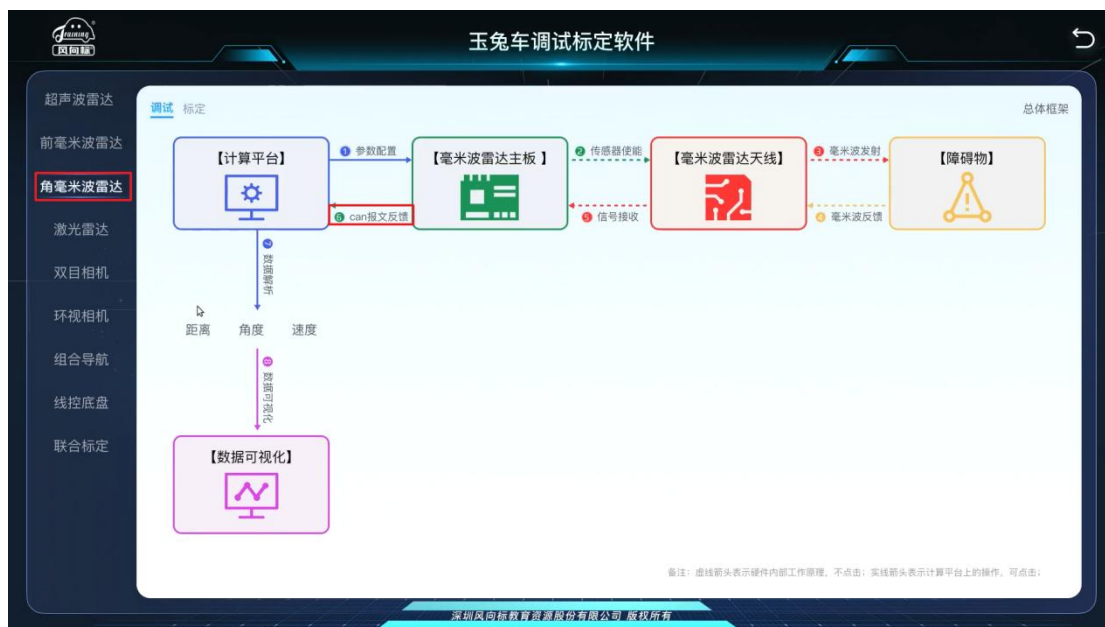 FXINING
风向标
玉兔车调试标定软件
超声波雷达
前毫米波雷达
角毫米波雷达
激光雷达
双目相机
环视相机
组合导航
线控底盘
联合标定
调试 标定
总体框架
【计算平台】
1 参数配置
6 can报文反馈
【毫米波雷达主板 】
2 传感器使能
5 信号接收
【毫米波雷达天线】
3 毫米波发射
4 毫米波反馈
【障碍物】
7 数据解析
距离 角度 速度
8 数据可视化
【数据可视化】
备注：虚线箭头表示硬件内部工作原理，不点击；实线箭头表示计算平台上的操作，可点击；
深圳风向标教育资源股份有限公司 版权所有